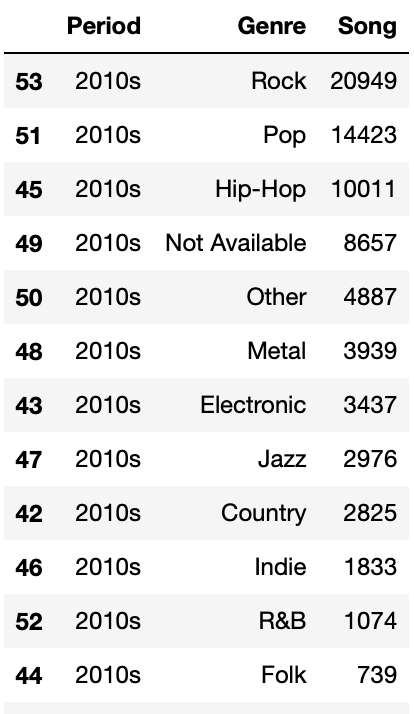 Period Genre Song
53 2010s Rock 20949
51 2010s Pop 14423
45 2010s Hip-Hop 10011
49 2010s Not Available 8657
50 2010s Other 4887
48 2010s Metal 3939
43 2010s Electronic 3437
47 2010s Jazz 2976
42 2010s Country 2825
46 2010s Indie 1833
52 2010s R&B 1074
44 2010s Folk 739